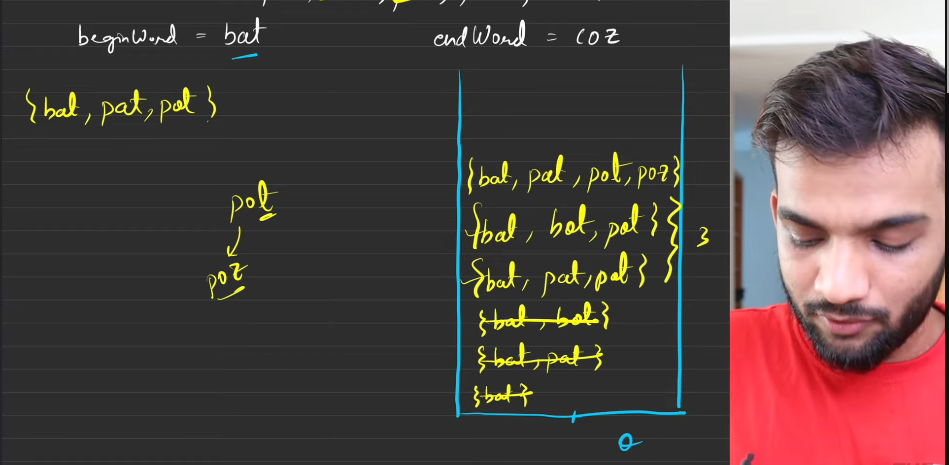 beginWord = bat
endWord = coz
{bat, pat, pot}
pot
poz
{bat, pat, pot, poz}
{bat, bot, pot}}
3
{bat, pat, pot}}
{bat, bot}
{bat, pat}
{bat}
Q